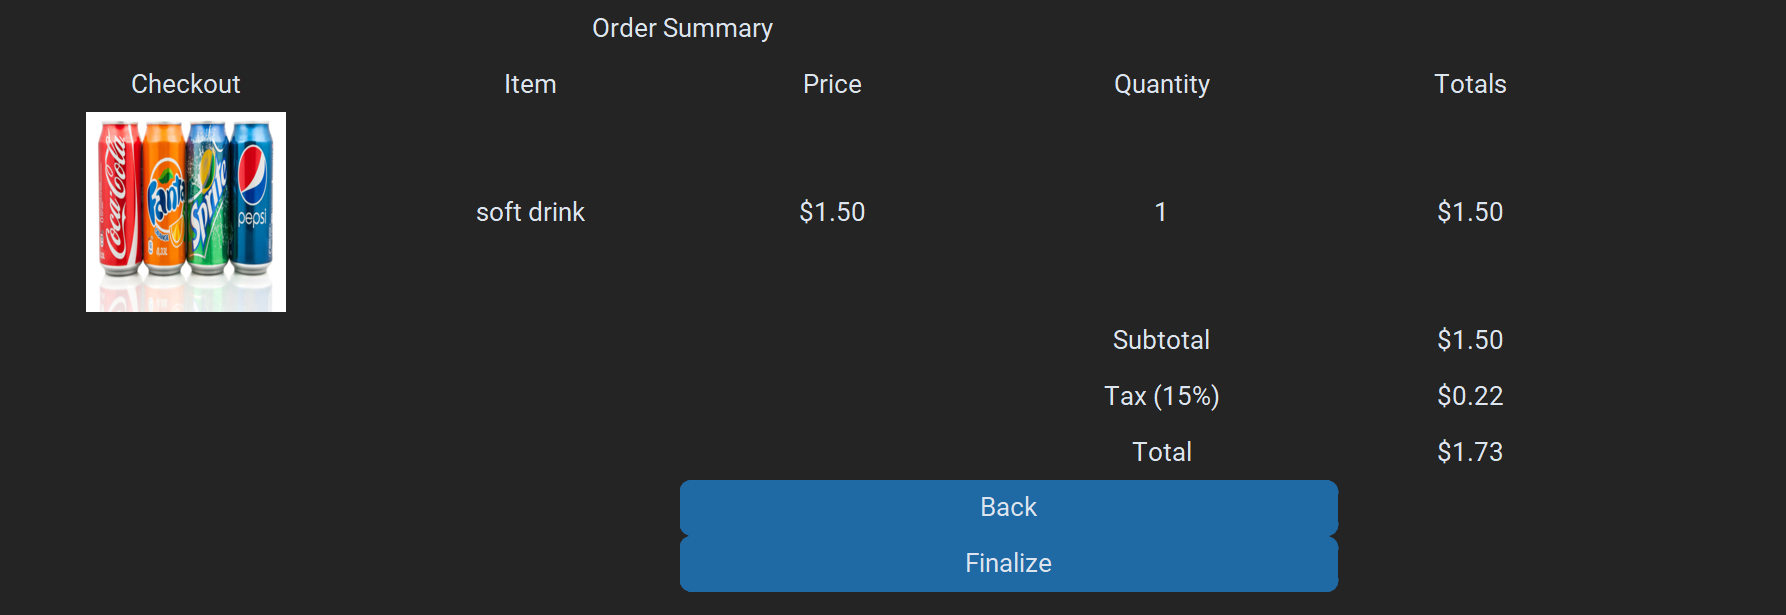 Order Summary
Checkout Item Price Quantity Totals
Coca-Cola Fanta Sprite pepsi
soft drink $1.50 1 $1.50
Subtotal $1.50
Tax (15%) $0.22
Total $1.73
Back
Finalize